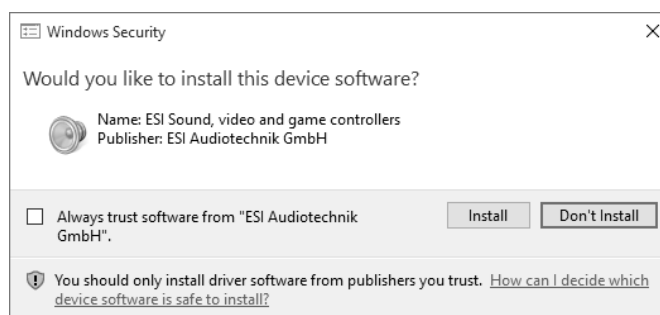 Windows Security
Would you like to install this device software?
Name: ESI Sound, video and game controllers
Publisher: ESI Audiotechnik GmbH
Always trust software from "ESI Audiotechnik
GmbH".
Install
Don't Install
You should only install driver software from publishers you trust. How can I decide which
device software is safe to install?